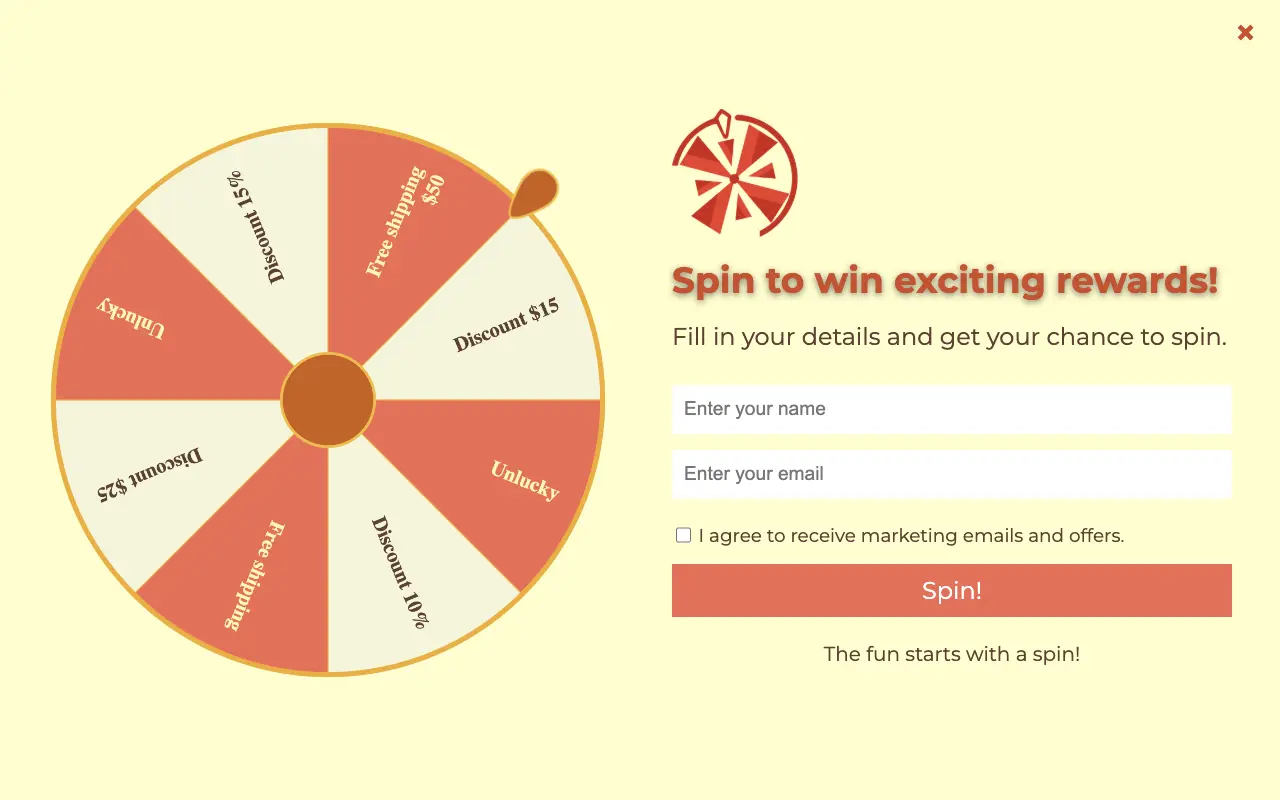 Free shipping
$50
Discount $15
Unlucky
Discount 10%
Free shipping
Discount $25
Unlucky
Discount 15%
Spin to win exciting rewards!
Fill in your details and get your chance to spin.
Enter your name
Enter your email
I agree to receive marketing emails and offers.
Spin!
The fun starts with a spin!